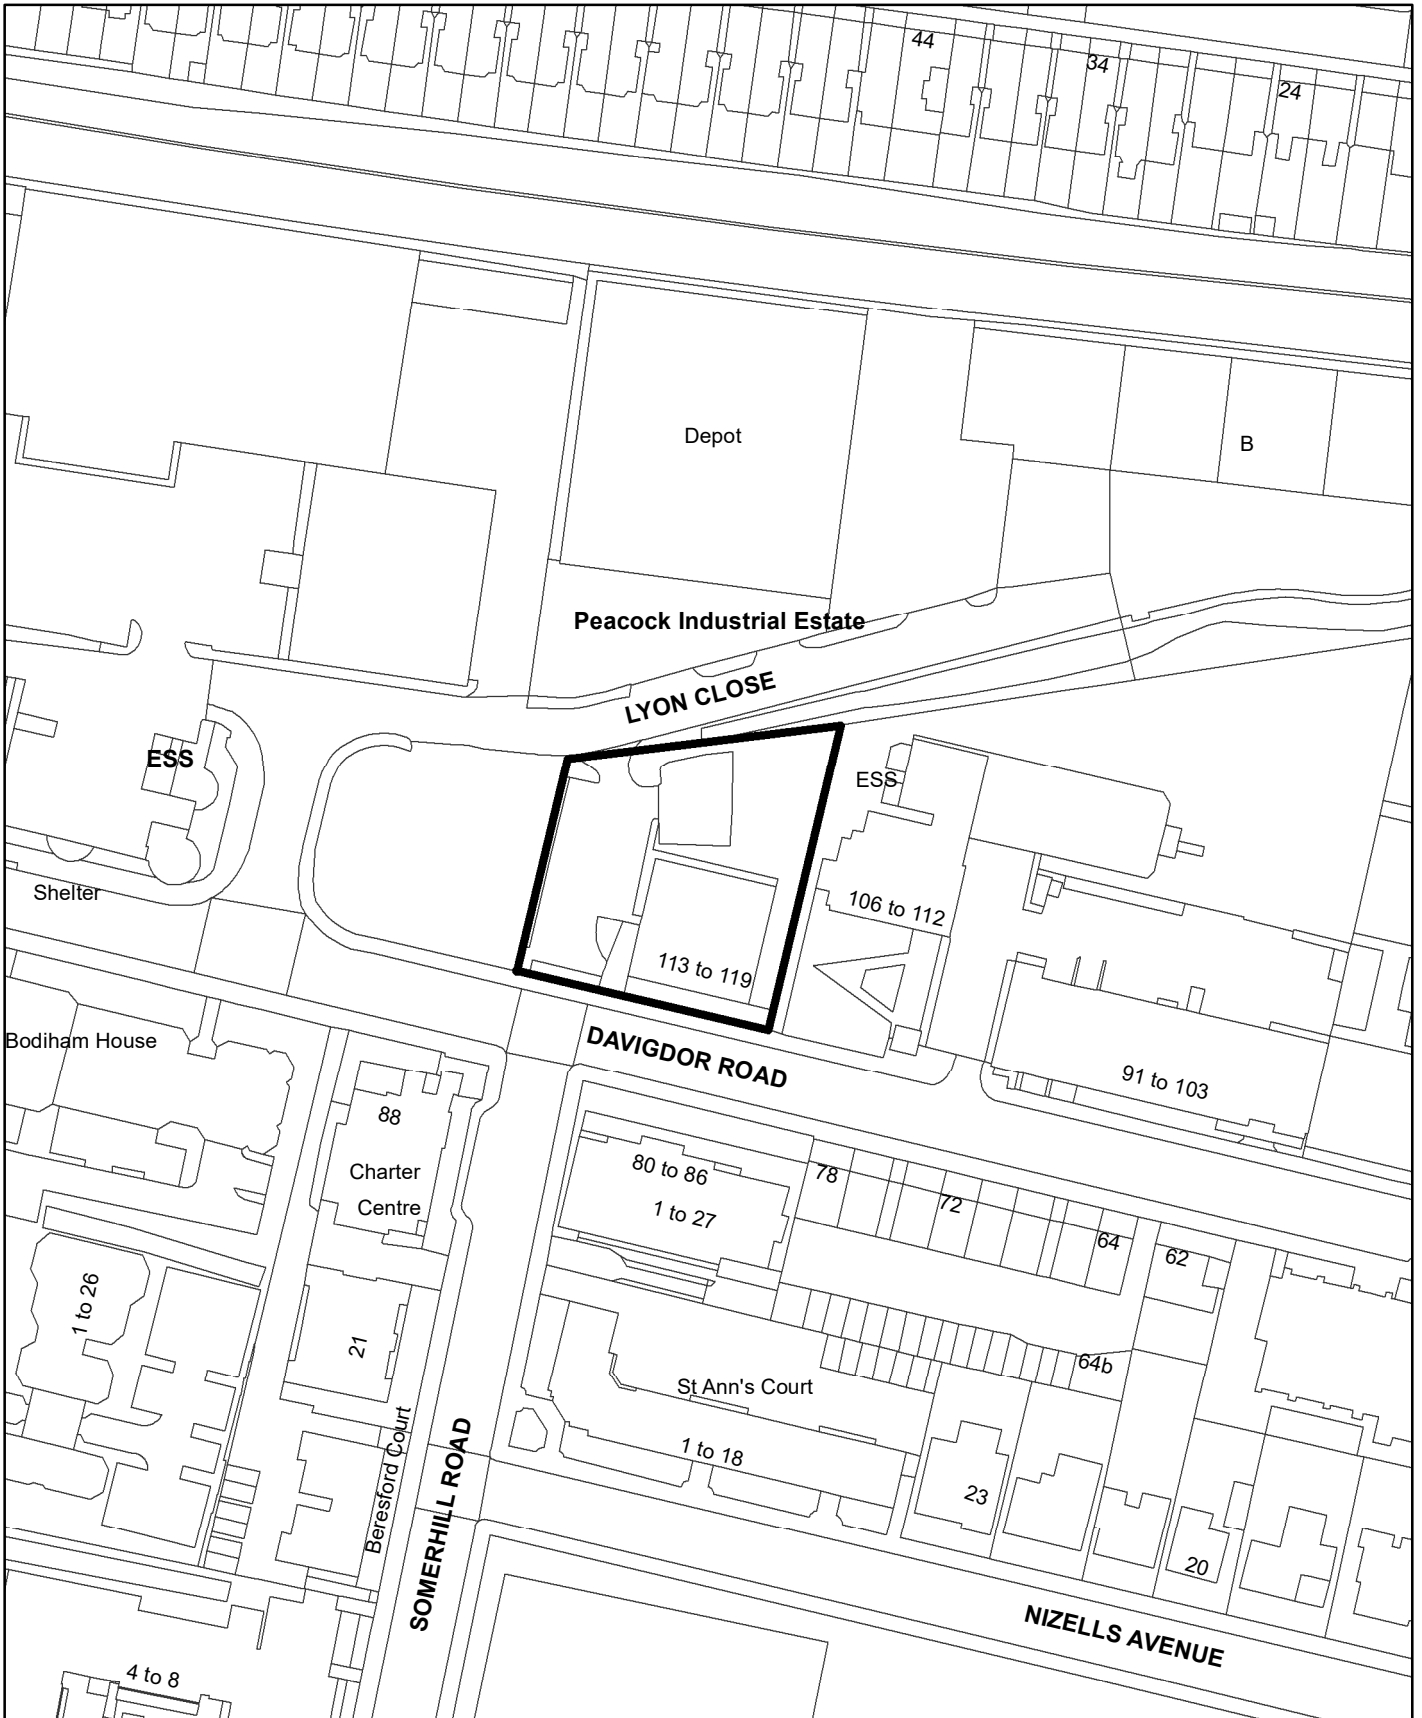 44
34
24
Depot
B
Peacock Industrial Estate
LYON CLOSE
ESS
ESS
Shelter
106 to 112
113 to 119
Bodiham House
DAVIGDOR ROAD
91 to 103
88
Charter
Centre
80 to 86
1 to 27
78
72
64
62
1 to 26
21
64b
St Ann's Court
1 to 18
Beresford Court
SOMERHILL ROAD
23
20
NIZELLS AVENUE
4 to 8